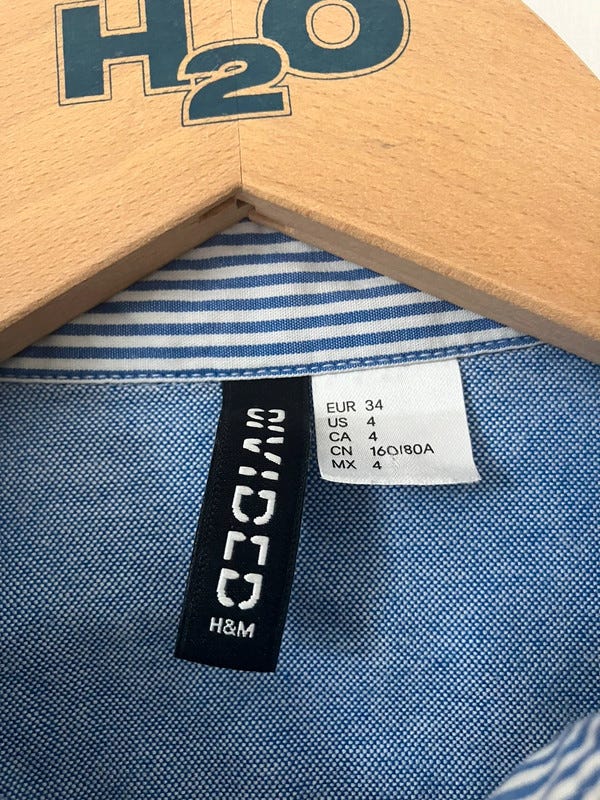 H2O
EUR 34
US 4
CA 4
CN 160/80A
MX 4
DIVIDED
H&M